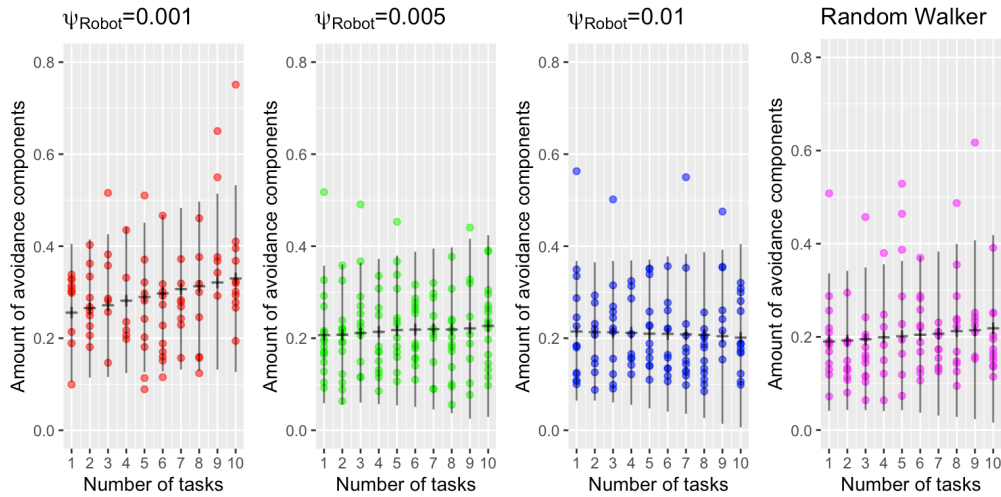 ψRobot=0.001
ψRobot=0.005
ψRobot=0.01
Random Walker
Amount of avoidance components
0.8
0.6
0.4
0.2
0.0
1 2 3 4 5 6 7 8 9 10
Number of tasks
Amount of avoidance components
0.8
0.6
0.4
0.2
0.0
1 2 3 4 5 6 7 8 9 10
Number of tasks
Amount of avoidance components
0.8
0.6
0.4
0.2
0.0
1 2 3 4 5 6 7 8 9 10
Number of tasks
Amount of avoidance components
0.8
0.6
0.4
0.2
0.0
1 2 3 4 5 6 7 8 9 10
Number of tasks